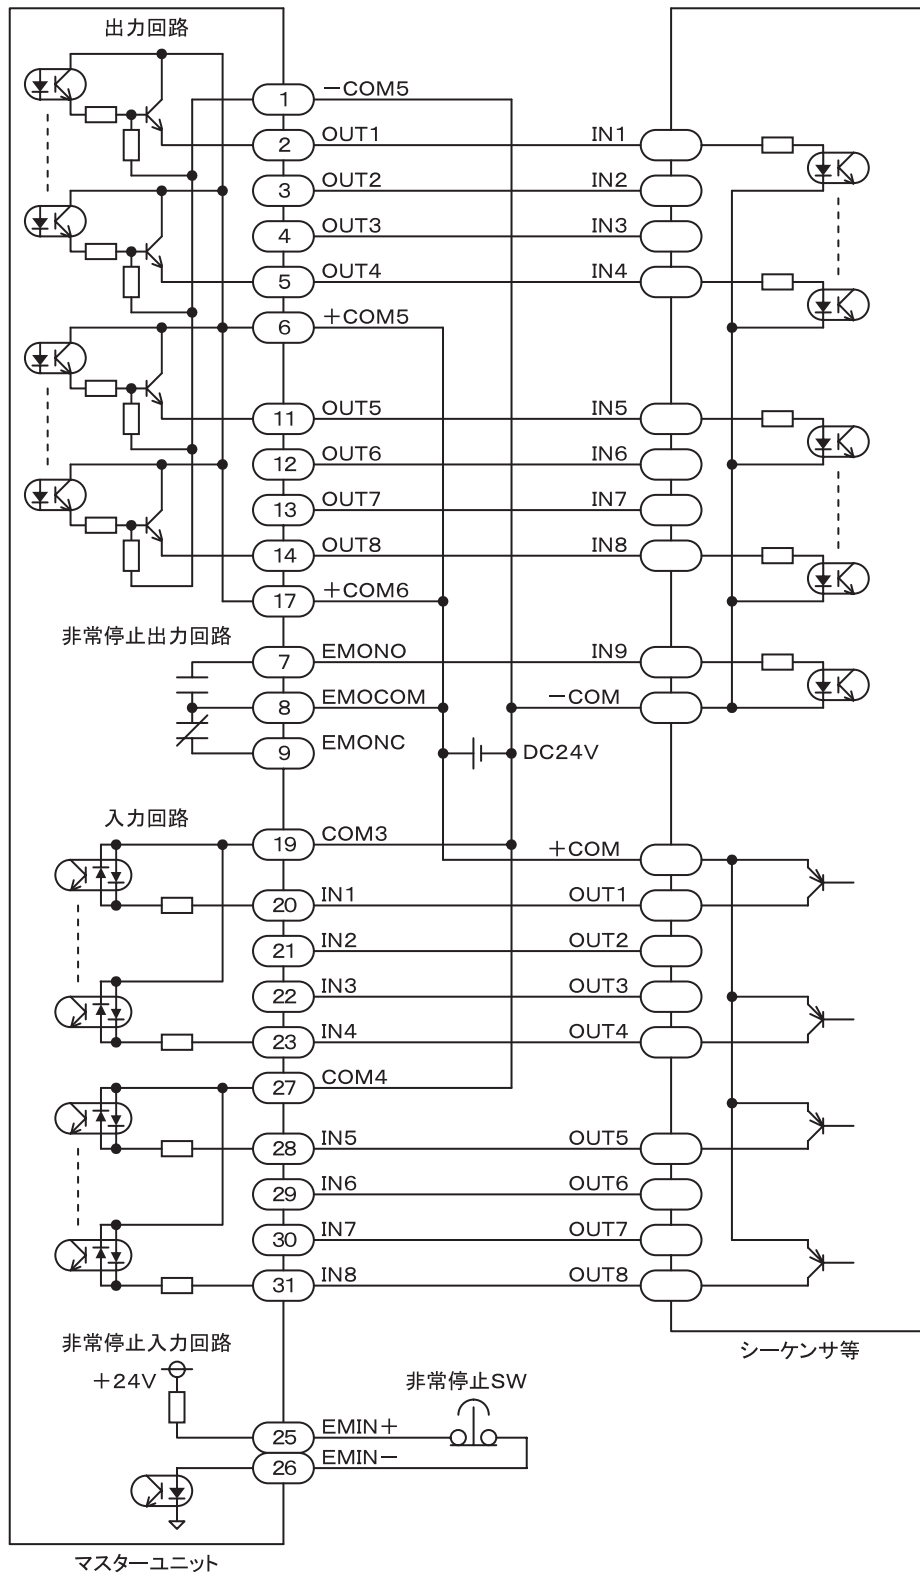 出力回路
1 －COM5
2 OUT1 IN1
3 OUT2 IN2
4 OUT3 IN3
5 OUT4 IN4
6 ＋COM5
11 OUT5 IN5
12 OUT6 IN6
13 OUT7 IN7
14 OUT8 IN8
17 ＋COM6
非常停止出力回路
7 EMONO IN9
8 EMOCOM －COM
9 EMONC
DC24V
入力回路
19 COM3
＋COM
20 IN1 OUT1
21 IN2 OUT2
22 IN3 OUT3
23 IN4 OUT4
27 COM4
28 IN5 OUT5
29 IN6 OUT6
30 IN7 OUT7
31 IN8 OUT8
シーケンサ等
非常停止入力回路
＋24V
非常停止SW
25 EMIN＋
26 EMIN－
マスターユニット